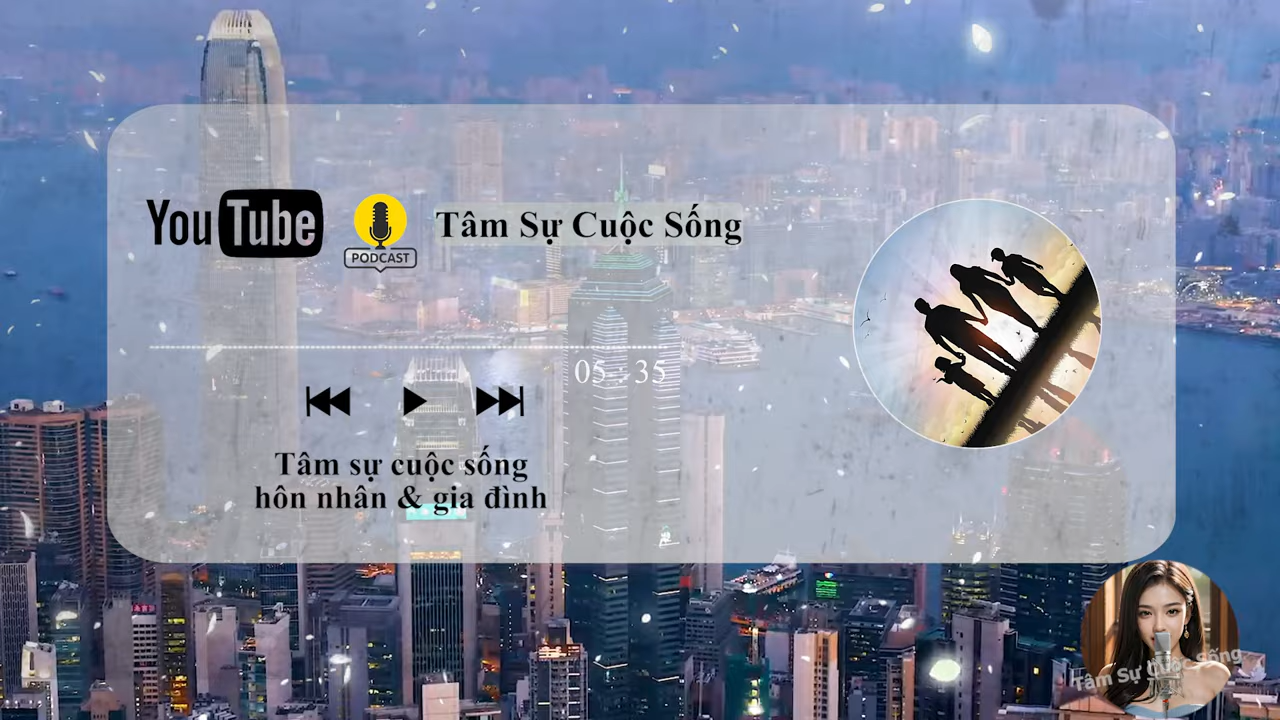 YouTube
PODCAST
Tâm Sự Cuộc Sống
05 : 35
Tâm sự cuộc sống
hôn nhân & gia đình
Tâm Sự Cuộc Sống